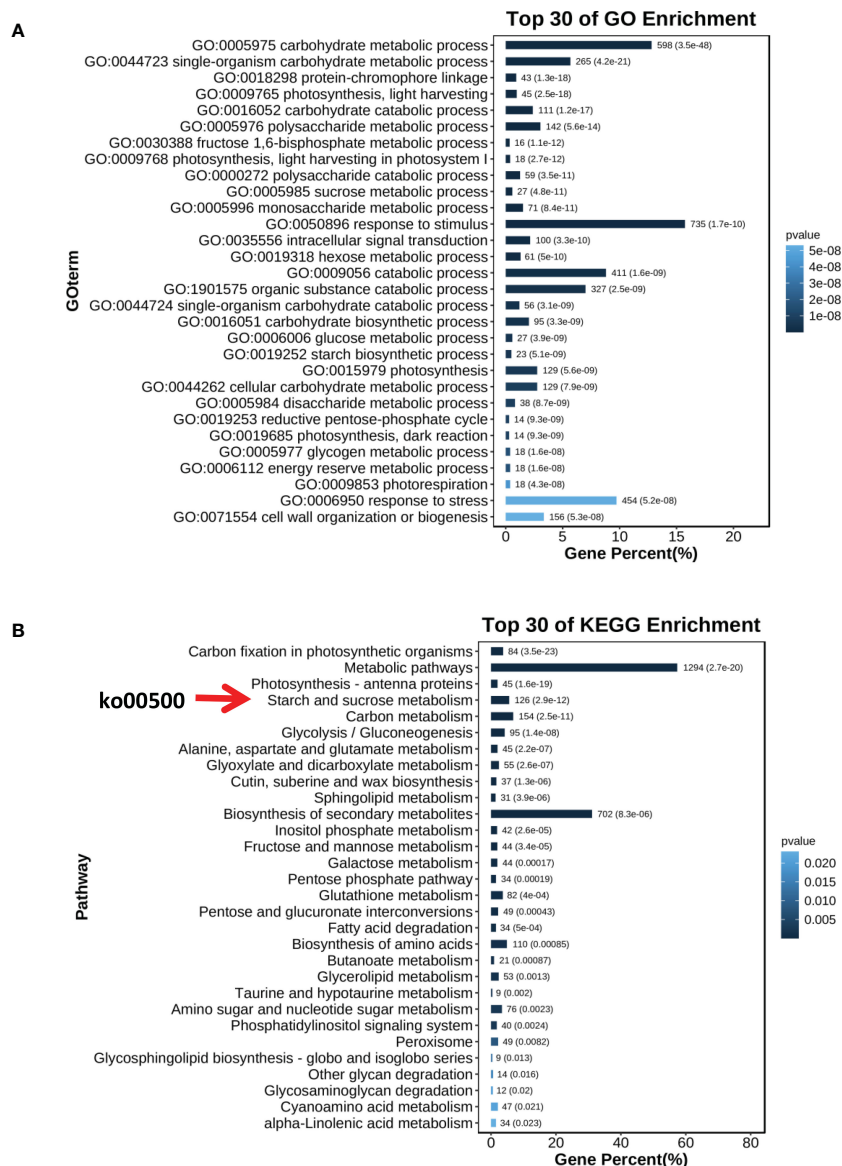 A
Top 30 of GO Enrichment
GO:0005975 carbohydrate metabolic process 598 (3.5e-48)
GO:0044723 single-organism carbohydrate metabolic process 265 (4.2e-21)
GO:0018298 protein-chromophore linkage 43 (1.3e-18)
GO:0009765 photosynthesis, light harvesting 45 (2.5e-18)
GO:0016052 carbohydrate catabolic process 111 (1.2e-17)
GO:0005976 polysaccharide metabolic process 142 (5.6e-14)
GO:0030388 fructose 1,6-bisphosphate metabolic process 16 (1.1e-12)
GO:0009768 photosynthesis, light harvesting in photosystem I 18 (2.7e-12)
GO:0000272 polysaccharide catabolic process 59 (3.5e-11)
GO:0005985 sucrose metabolic process 27 (4.8e-11)
GO:0005996 monosaccharide metabolic process 71 (8.4e-11)
GO:0050896 response to stimulus 735 (1.7e-10)
GO:0035556 intracellular signal transduction 100 (3.3e-10)
GO:0019318 hexose metabolic process 61 (5e-10)
GO:0009056 catabolic process 411 (1.6e-09)
GO:1901575 organic substance catabolic process 327 (2.5e-09)
GO:0044724 single-organism carbohydrate catabolic process 56 (3.1e-09)
GO:0016051 carbohydrate biosynthetic process 95 (3.3e-09)
GO:0006006 glucose metabolic process 27 (3.9e-09)
GO:0019252 starch biosynthetic process 23 (5.1e-09)
GO:0015979 photosynthesis 129 (5.6e-09)
GO:0044262 cellular carbohydrate metabolic process 129 (7.9e-09)
GO:0005984 disaccharide metabolic process 38 (8.7e-09)
GO:0019253 reductive pentose-phosphate cycle 14 (9.3e-09)
GO:0019685 photosynthesis, dark reaction 14 (9.3e-09)
GO:0005977 glycogen metabolic process 18 (1.6e-08)
GO:0006112 energy reserve metabolic process 18 (1.6e-08)
GO:0009853 photorespiration 18 (4.3e-08)
GO:0006950 response to stress 454 (5.2e-08)
GO:0071554 cell wall organization or biogenesis 156 (5.3e-08)
GOterm
0 5 10 15 20
Gene Percent(%)
pvalue
5e-08
4e-08
3e-08
2e-08
1e-08
B
Top 30 of KEGG Enrichment
Carbon fixation in photosynthetic organisms 84 (3.5e-23)
Metabolic pathways 1294 (2.7e-20)
Photosynthesis - antenna proteins 45 (1.6e-19)
ko00500 Starch and sucrose metabolism 126 (2.9e-12)
Carbon metabolism 154 (2.5e-11)
Glycolysis / Gluconeogenesis 95 (1.4e-08)
Alanine, aspartate and glutamate metabolism 45 (2.2e-07)
Glyoxylate and dicarboxylate metabolism 55 (2.6e-07)
Cutin, suberine and wax biosynthesis 37 (1.3e-06)
Sphingolipid metabolism 31 (3.9e-06)
Biosynthesis of secondary metabolites 702 (8.3e-06)
Inositol phosphate metabolism 42 (2.6e-05)
Fructose and mannose metabolism 44 (3.4e-05)
Galactose metabolism 44 (0.00017)
Pentose phosphate pathway 34 (0.00019)
Glutathione metabolism 82 (4e-04)
Pentose and glucuronate interconversions 49 (0.00043)
Fatty acid degradation 34 (5e-04)
Biosynthesis of amino acids 110 (0.00085)
Butanoate metabolism 21 (0.00087)
Glycerolipid metabolism 53 (0.0013)
Taurine and hypotaurine metabolism 9 (0.002)
Amino sugar and nucleotide sugar metabolism 76 (0.0023)
Phosphatidylinositol signaling system 40 (0.0024)
Peroxisome 49 (0.0082)
Glycosphingolipid biosynthesis - globo and isoglobo series 9 (0.013)
Other glycan degradation 14 (0.016)
Glycosaminoglycan degradation 12 (0.02)
Cyanoamino acid metabolism 47 (0.021)
alpha-Linolenic acid metabolism 34 (0.023)
Pathway
0 20 40 60 80
Gene Percent(%)
pvalue
0.020
0.015
0.010
0.005